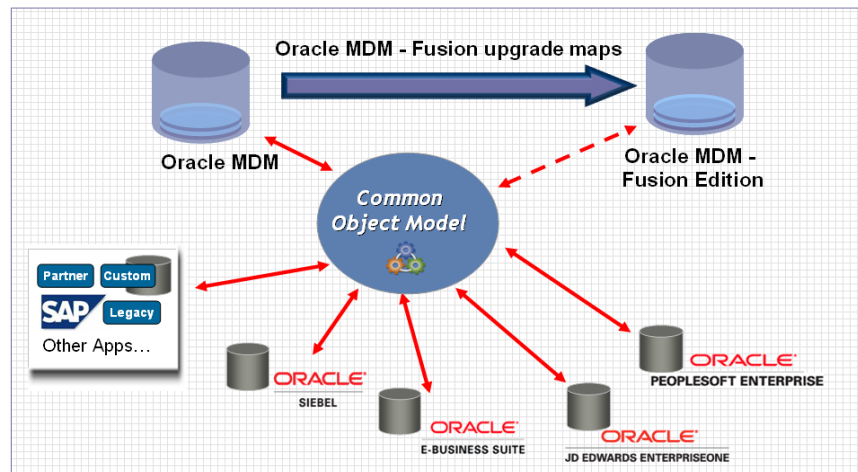 Oracle MDM - Fusion upgrade maps
Oracle MDM
Oracle MDM -
Fusion Edition
Common
Object Model
Partner
Custom
SAP
Legacy
Other Apps...
ORACLE
SIEBEL
ORACLE
E-BUSINESS SUITE
ORACLE
JD EDWARDS ENTERPRISEONE
ORACLE
PEOPLESOFT ENTERPRISE